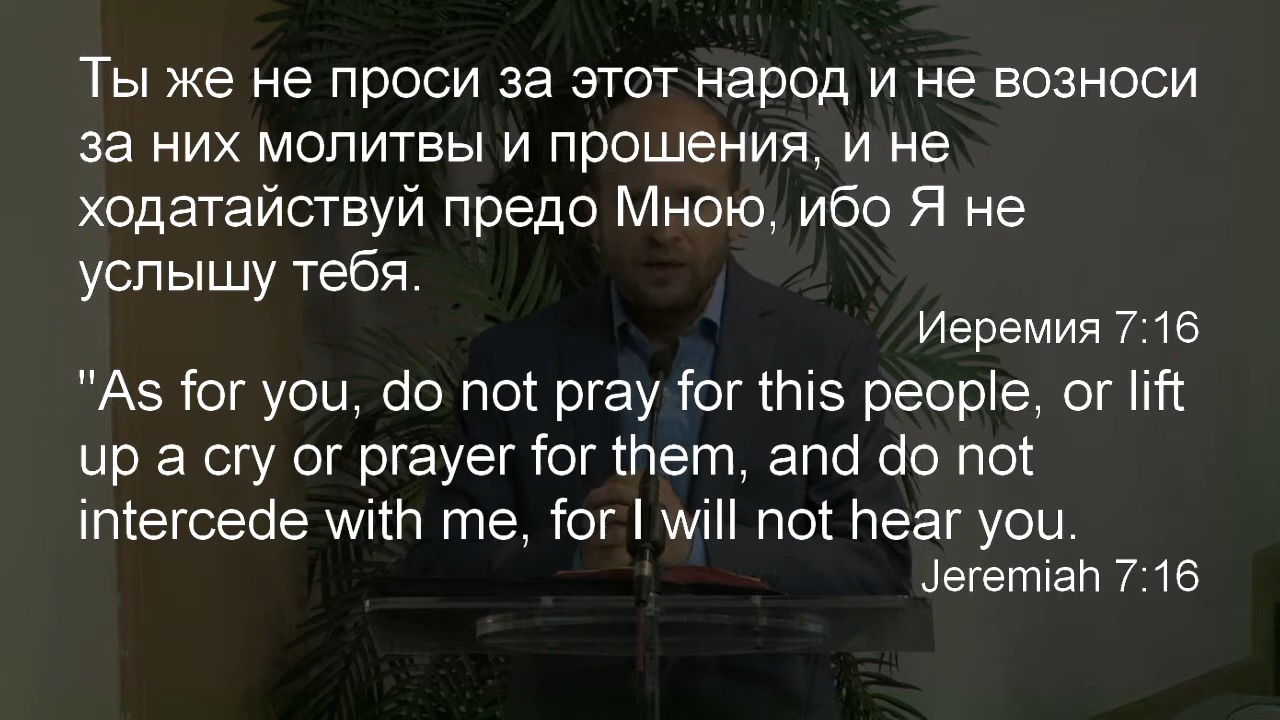 Ты же не проси за этот народ и не возноси
за них молитвы и прошения, и не
ходатайствуй предо Мною, ибо Я не
услышу тебя.
Иеремия 7:16
"As for you, do not pray for this people, or lift
up a cry or prayer for them, and do not
intercede with me, for I will not hear you.
Jeremiah 7:16